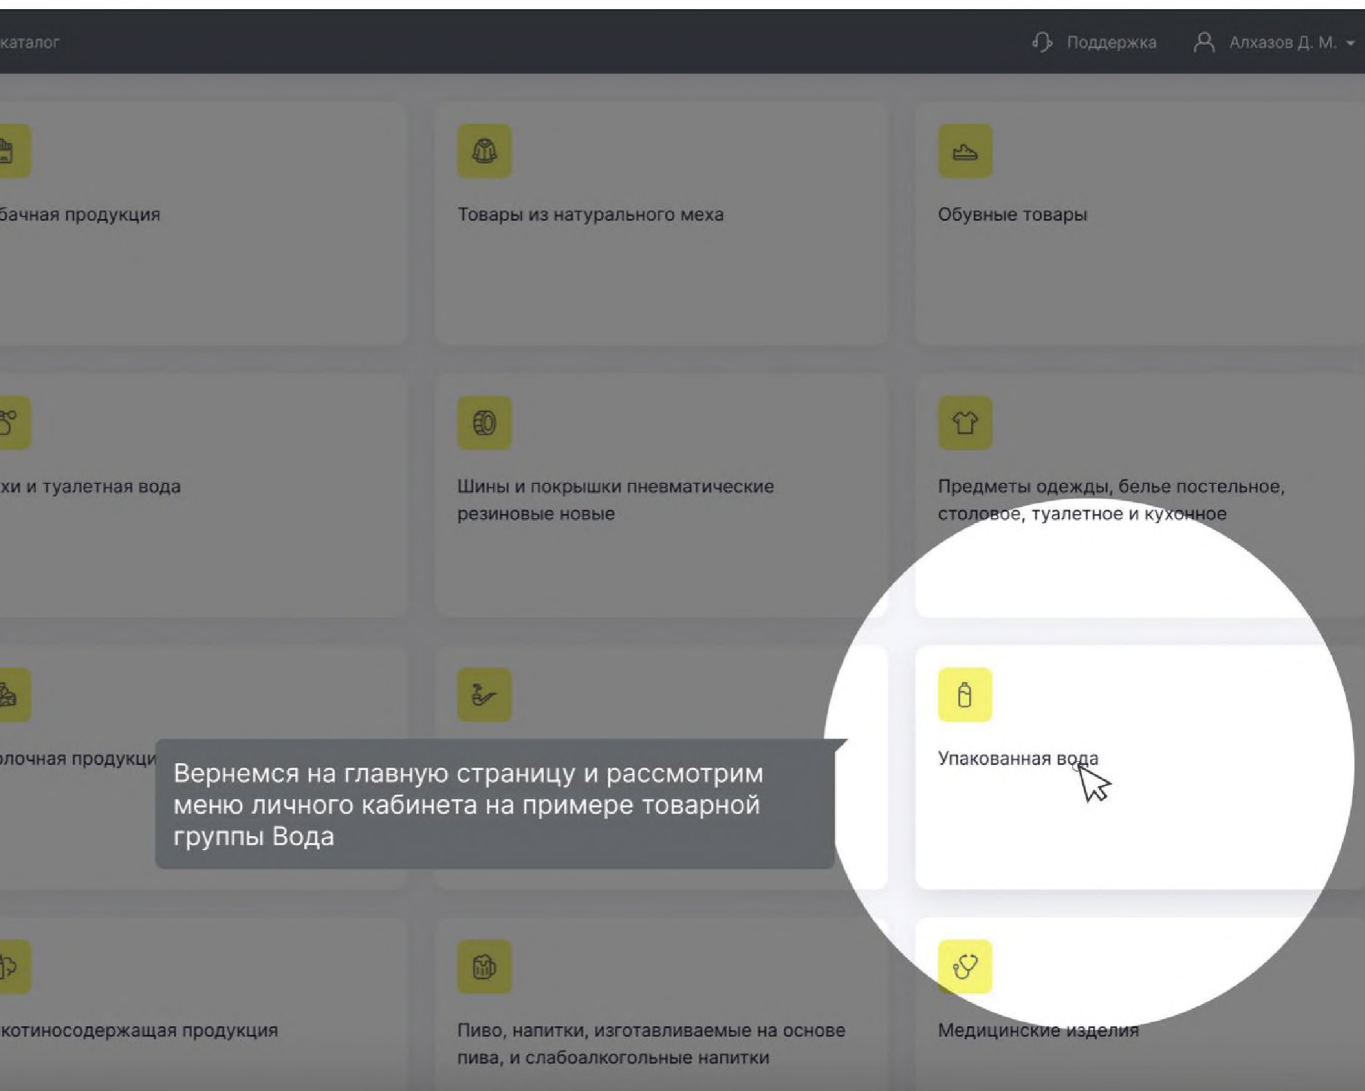 каталог
Поддержка
Алхазов Д. М.
бачная продукция
Товары из натурального меха
Обувные товары
хи и туалетная вода
Шины и покрышки пневматические
резиновые новые
Предметы одежды, белье постельное,
столовое, туалетное и кухонное
олочная продукци
Вернемся на главную страницу и рассмотрим
меню личного кабинета на примере товарной
группы Вода
Упакованная вода
котиносодержащая продукция
Пиво, напитки, изготавливаемые на основе
пива, и слабоалкогольные напитки
Медицинские изделия